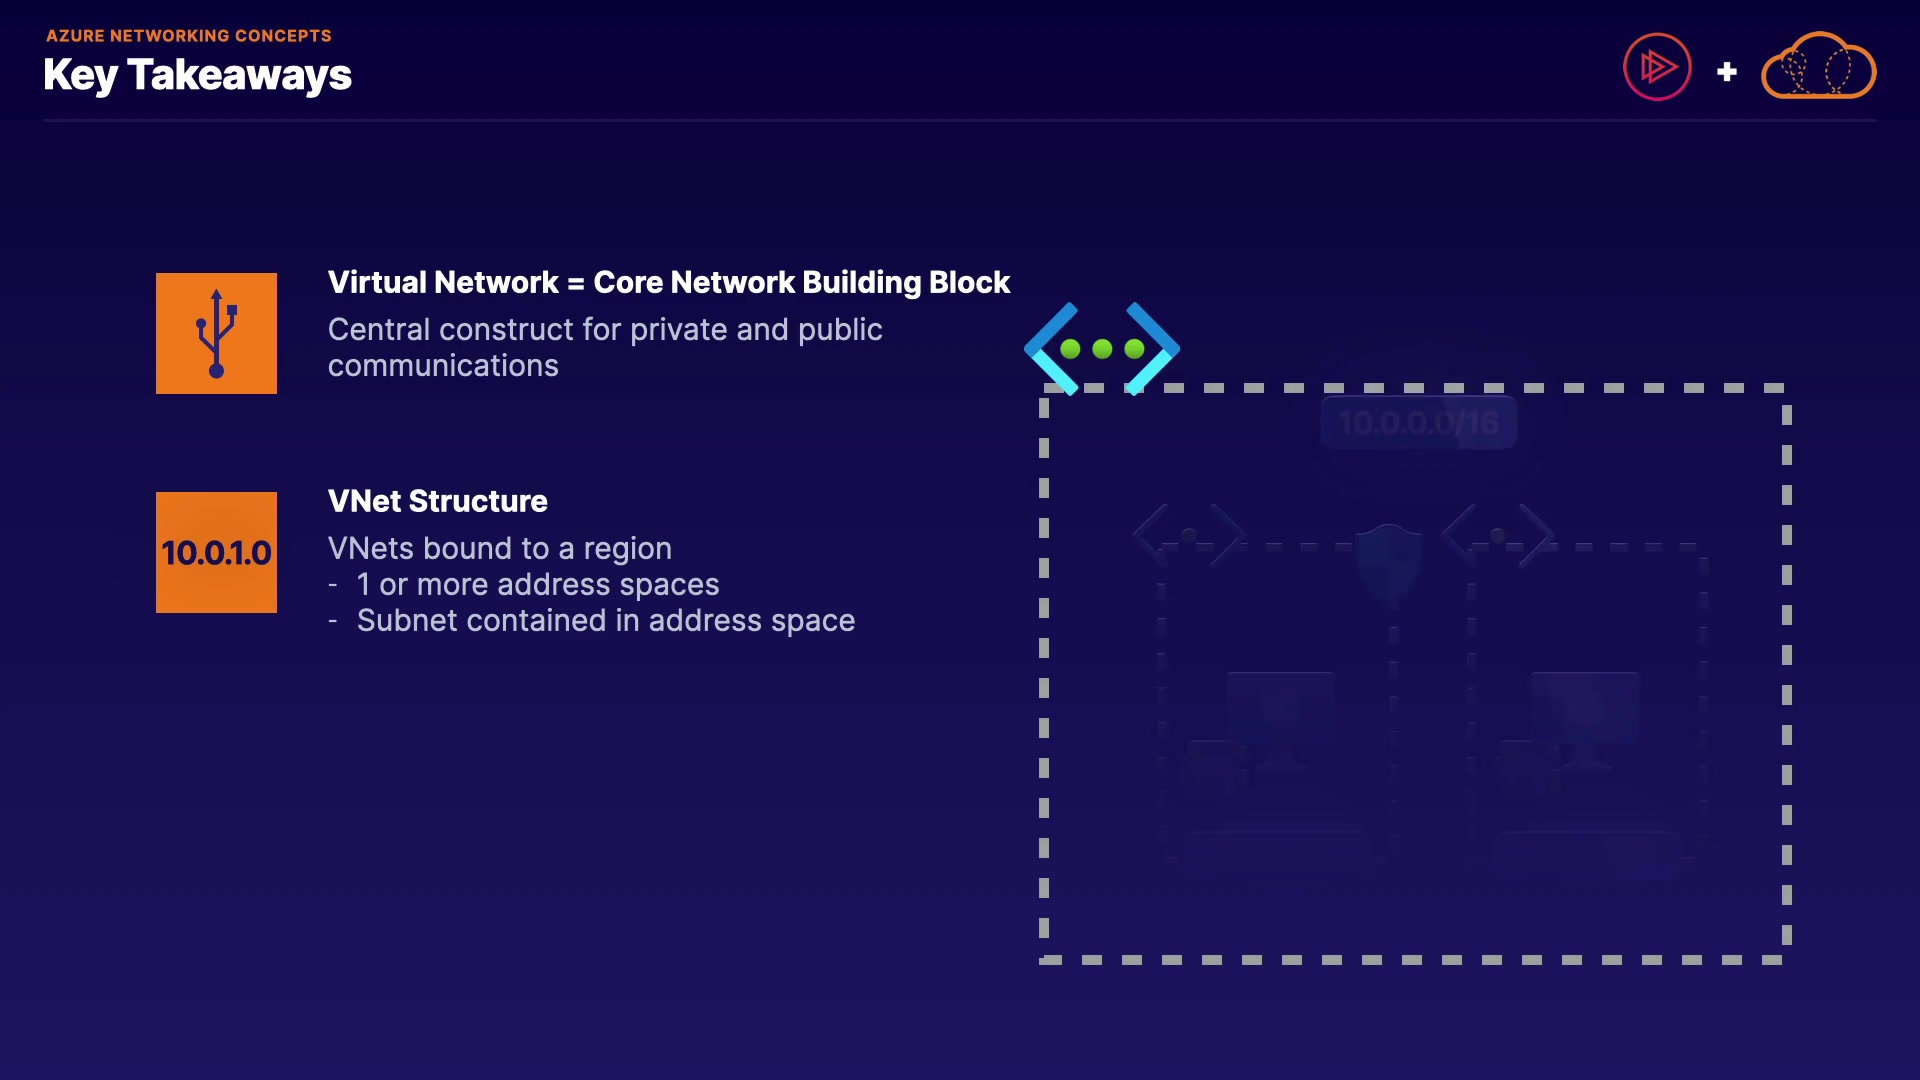 AZURE NETWORKING CONCEPTS
Key Takeaways
Virtual Network = Core Network Building Block
Central construct for private and public
communications
10.0.0.0/16
10.0.1.0
VNet Structure
VNets bound to a region
- 1 or more address spaces
- Subnet contained in address space